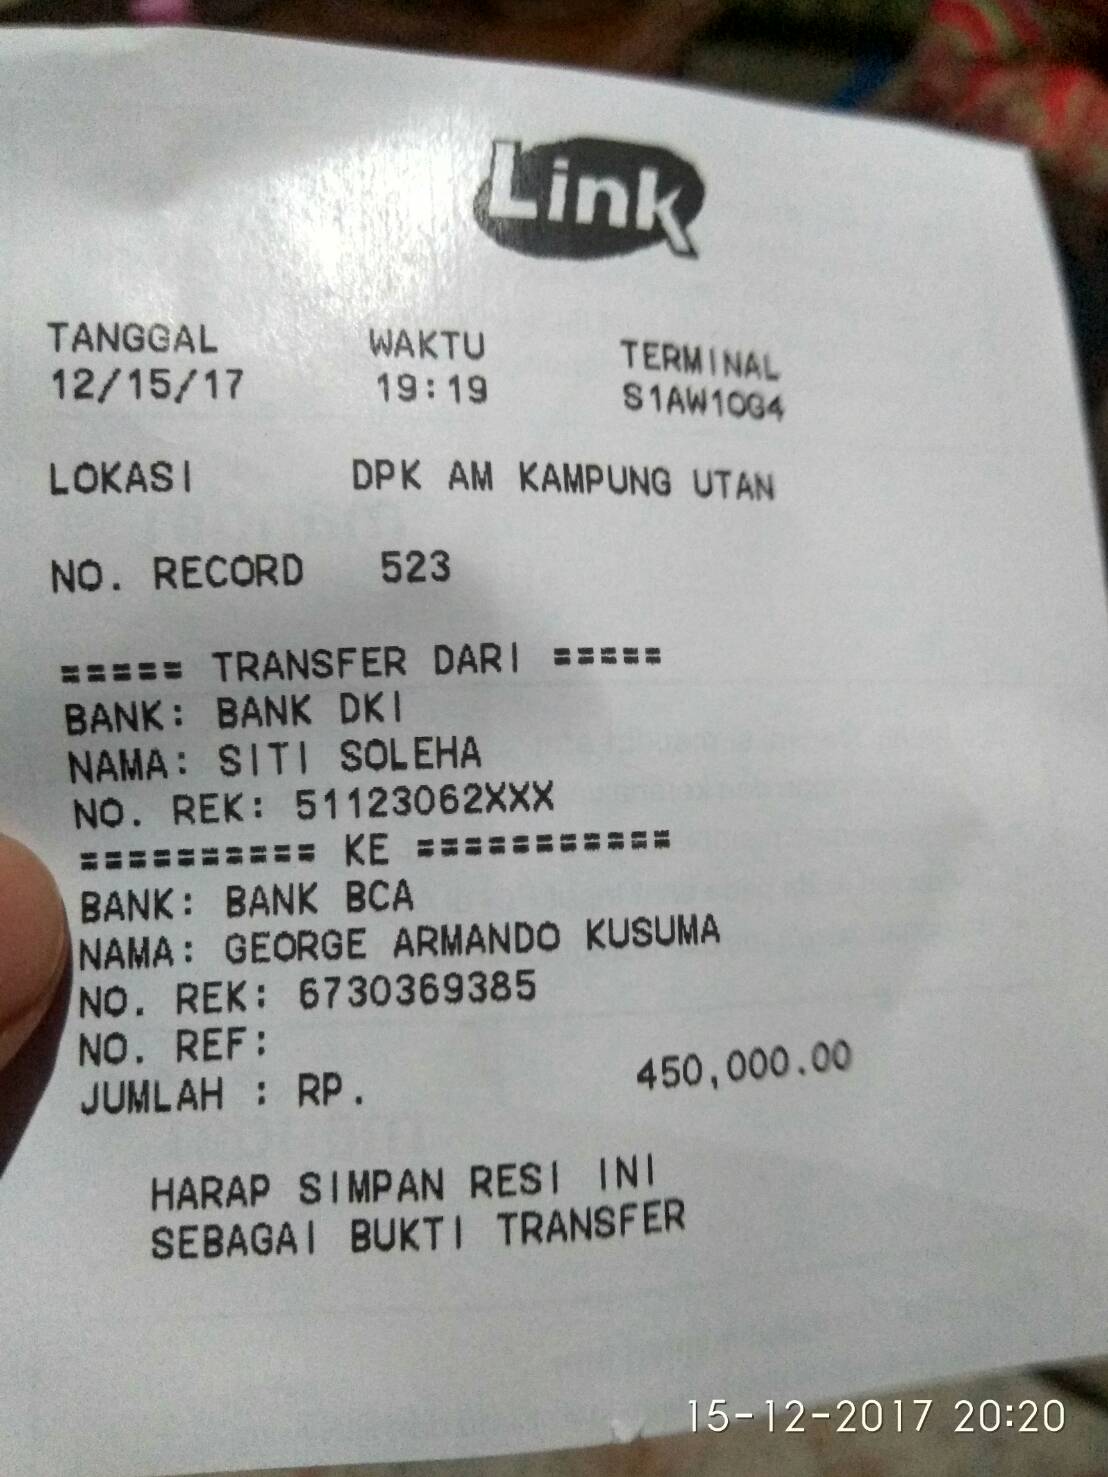 Link
TANGGAL WAKTU TERMINAL
12/15/17 19:19 S1AW10G4
LOKASI DPK AM KAMPUNG UTAN
NO. RECORD 523
===== TRANSFER DARI =====
BANK: BANK DKI
NAMA: SITI SOLEHA
NO. REK: 51123062XXX
========== KE ===========
BANK: BANK BCA
NAMA: GEORGE ARMANDO KUSUMA
NO. REK: 6730369385
NO. REF:
JUMLAH : RP. 450,000.00
HARAP SIMPAN RESI INI
SEBAGAI BUKTI TRANSFER
15-12-2017 20:20